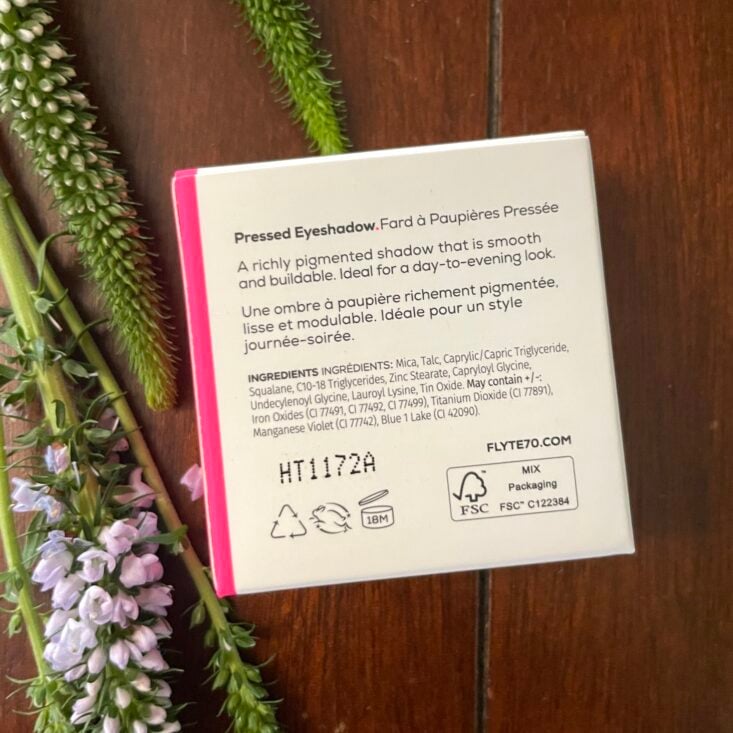 Pressed Eyeshadow.Fard à Paupières Pressée
A richly pigmented shadow that is smooth
and buildable. Ideal for a day-to-evening look.
Une ombre à paupière richement pigmentée,
lisse et modulable. Idéale pour un style
journée-soirée.
INGREDIENTS INGRÉDIENTS: Mica, Talc, Caprylic/Capric Triglyceride,
Squalane, C10-18 Triglycerides, Zinc Stearate, Capryloyl Glycine,
Undecylenoyl Glycine, Lauroyl Lysine, Tin Oxide. May contain +/-:
Iron Oxides (CI 77491, CI 77492, CI 77499), Titanium Dioxide (CI 77891),
Manganese Violet (CI 77742), Blue 1 Lake (CI 42090).
FLYTE70.COM
HT1172A
18M
FSC™
MIX
Packaging
FSC™ C122384